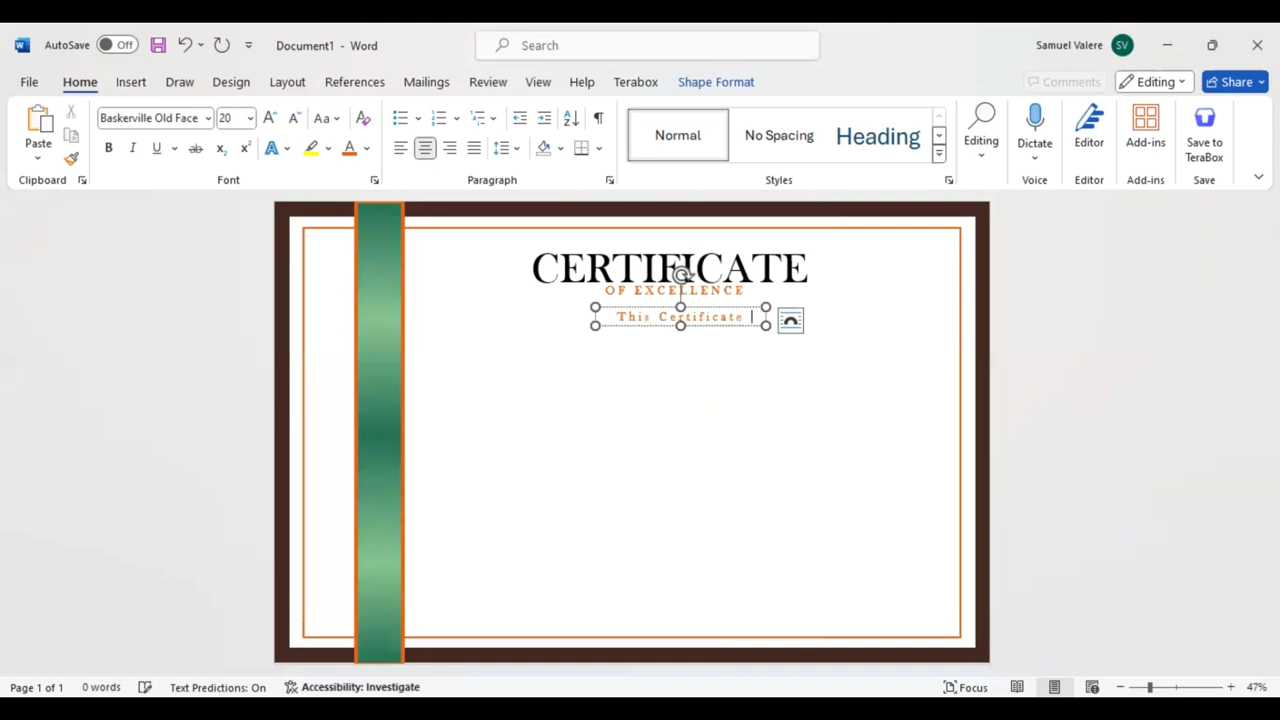 AutoSave Off Document1 - Word Search Samuel Valere SV
File Home Insert Draw Design Layout References Mailings Review View Help Terabox Shape Format Comments Editing Share
Paste Baskerville Old Face 20 Normal No Spacing Heading Editing Dictate Editor Add-ins Save to TeraBox
Clipboard Font Paragraph Styles Voice Editor Add-ins Save
CERTIFICATE
OF EXCELLENCE
This Certificate
Page 1 of 1 0 words Text Predictions: On Accessibility: Investigate Focus 47%